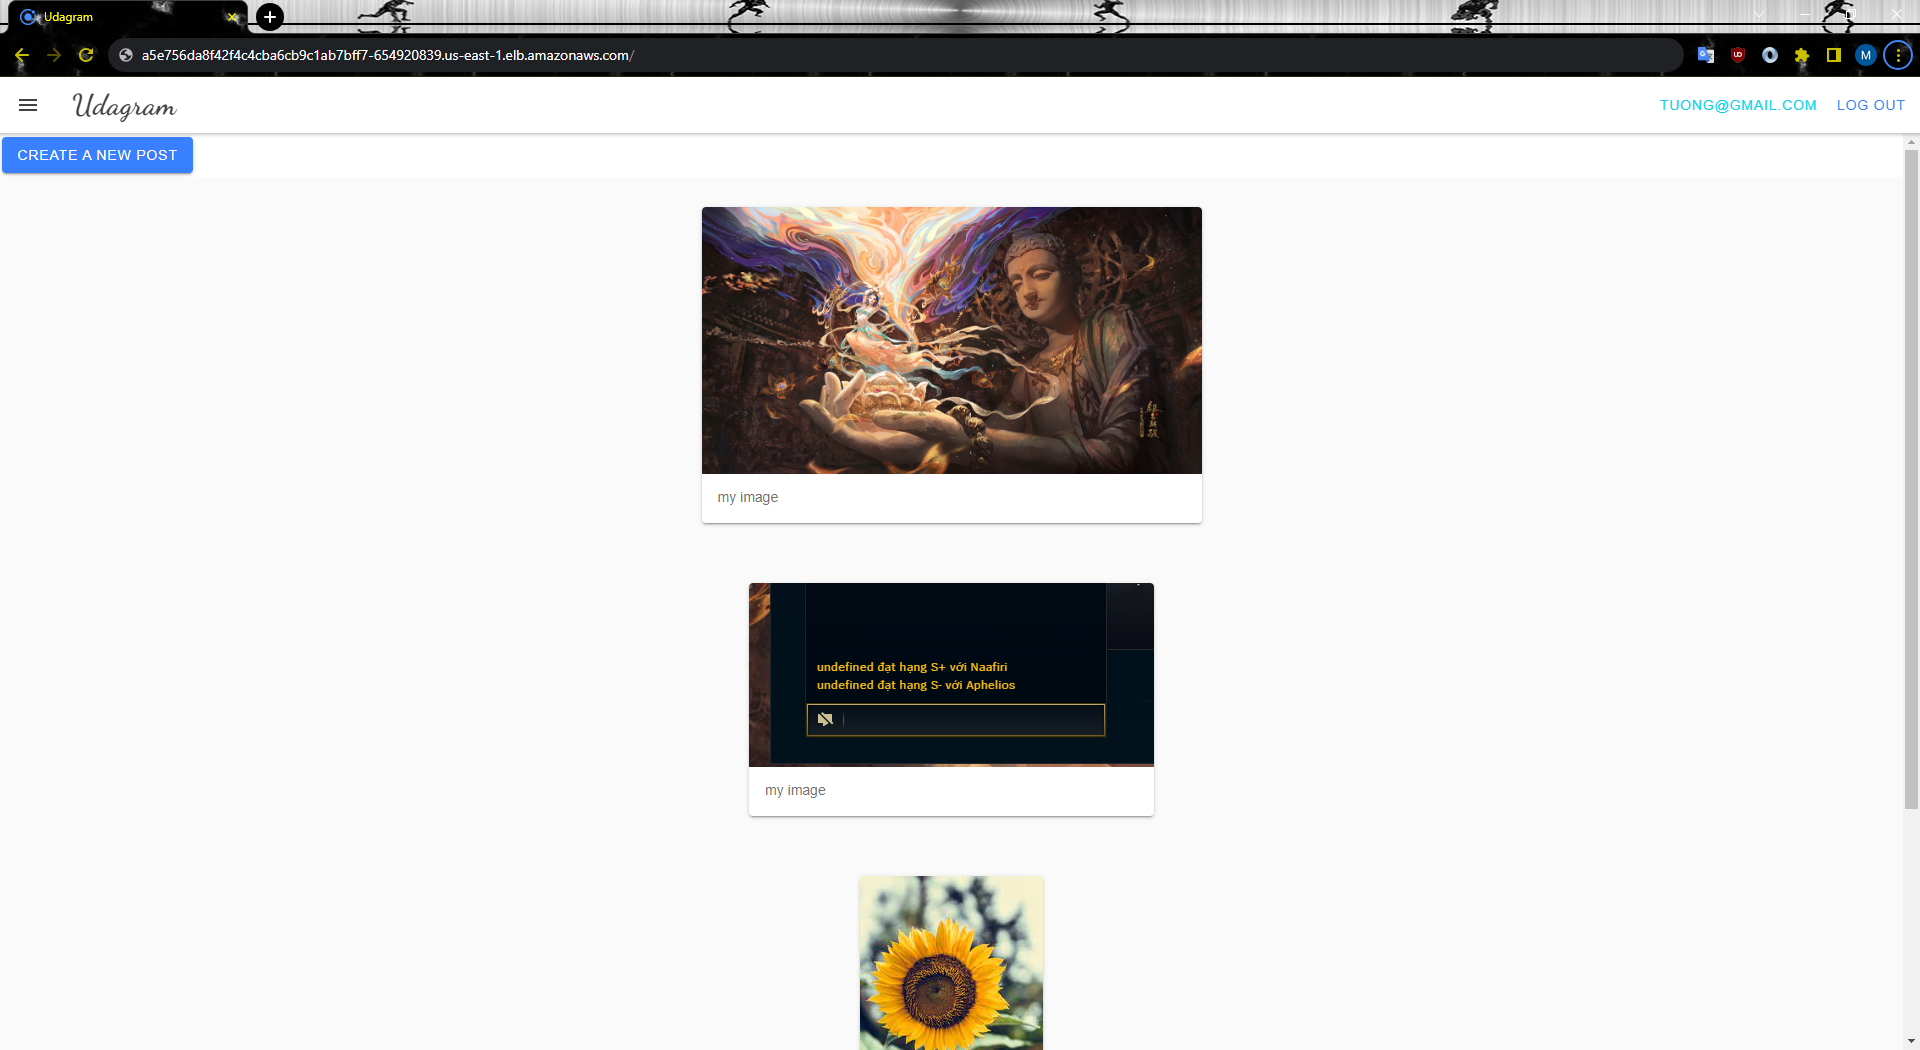 Udagram
a5e756da8f42f4c4cba6cb9c1ab7bff7-654920839.us-east-1.elb.amazonaws.com/
M
Udagram
TUONG@GMAIL.COM LOG OUT
CREATE A NEW POST
my image
undefined đạt hạng S+ với Naafiri
undefined đạt hạng S- với Aphelios
my image